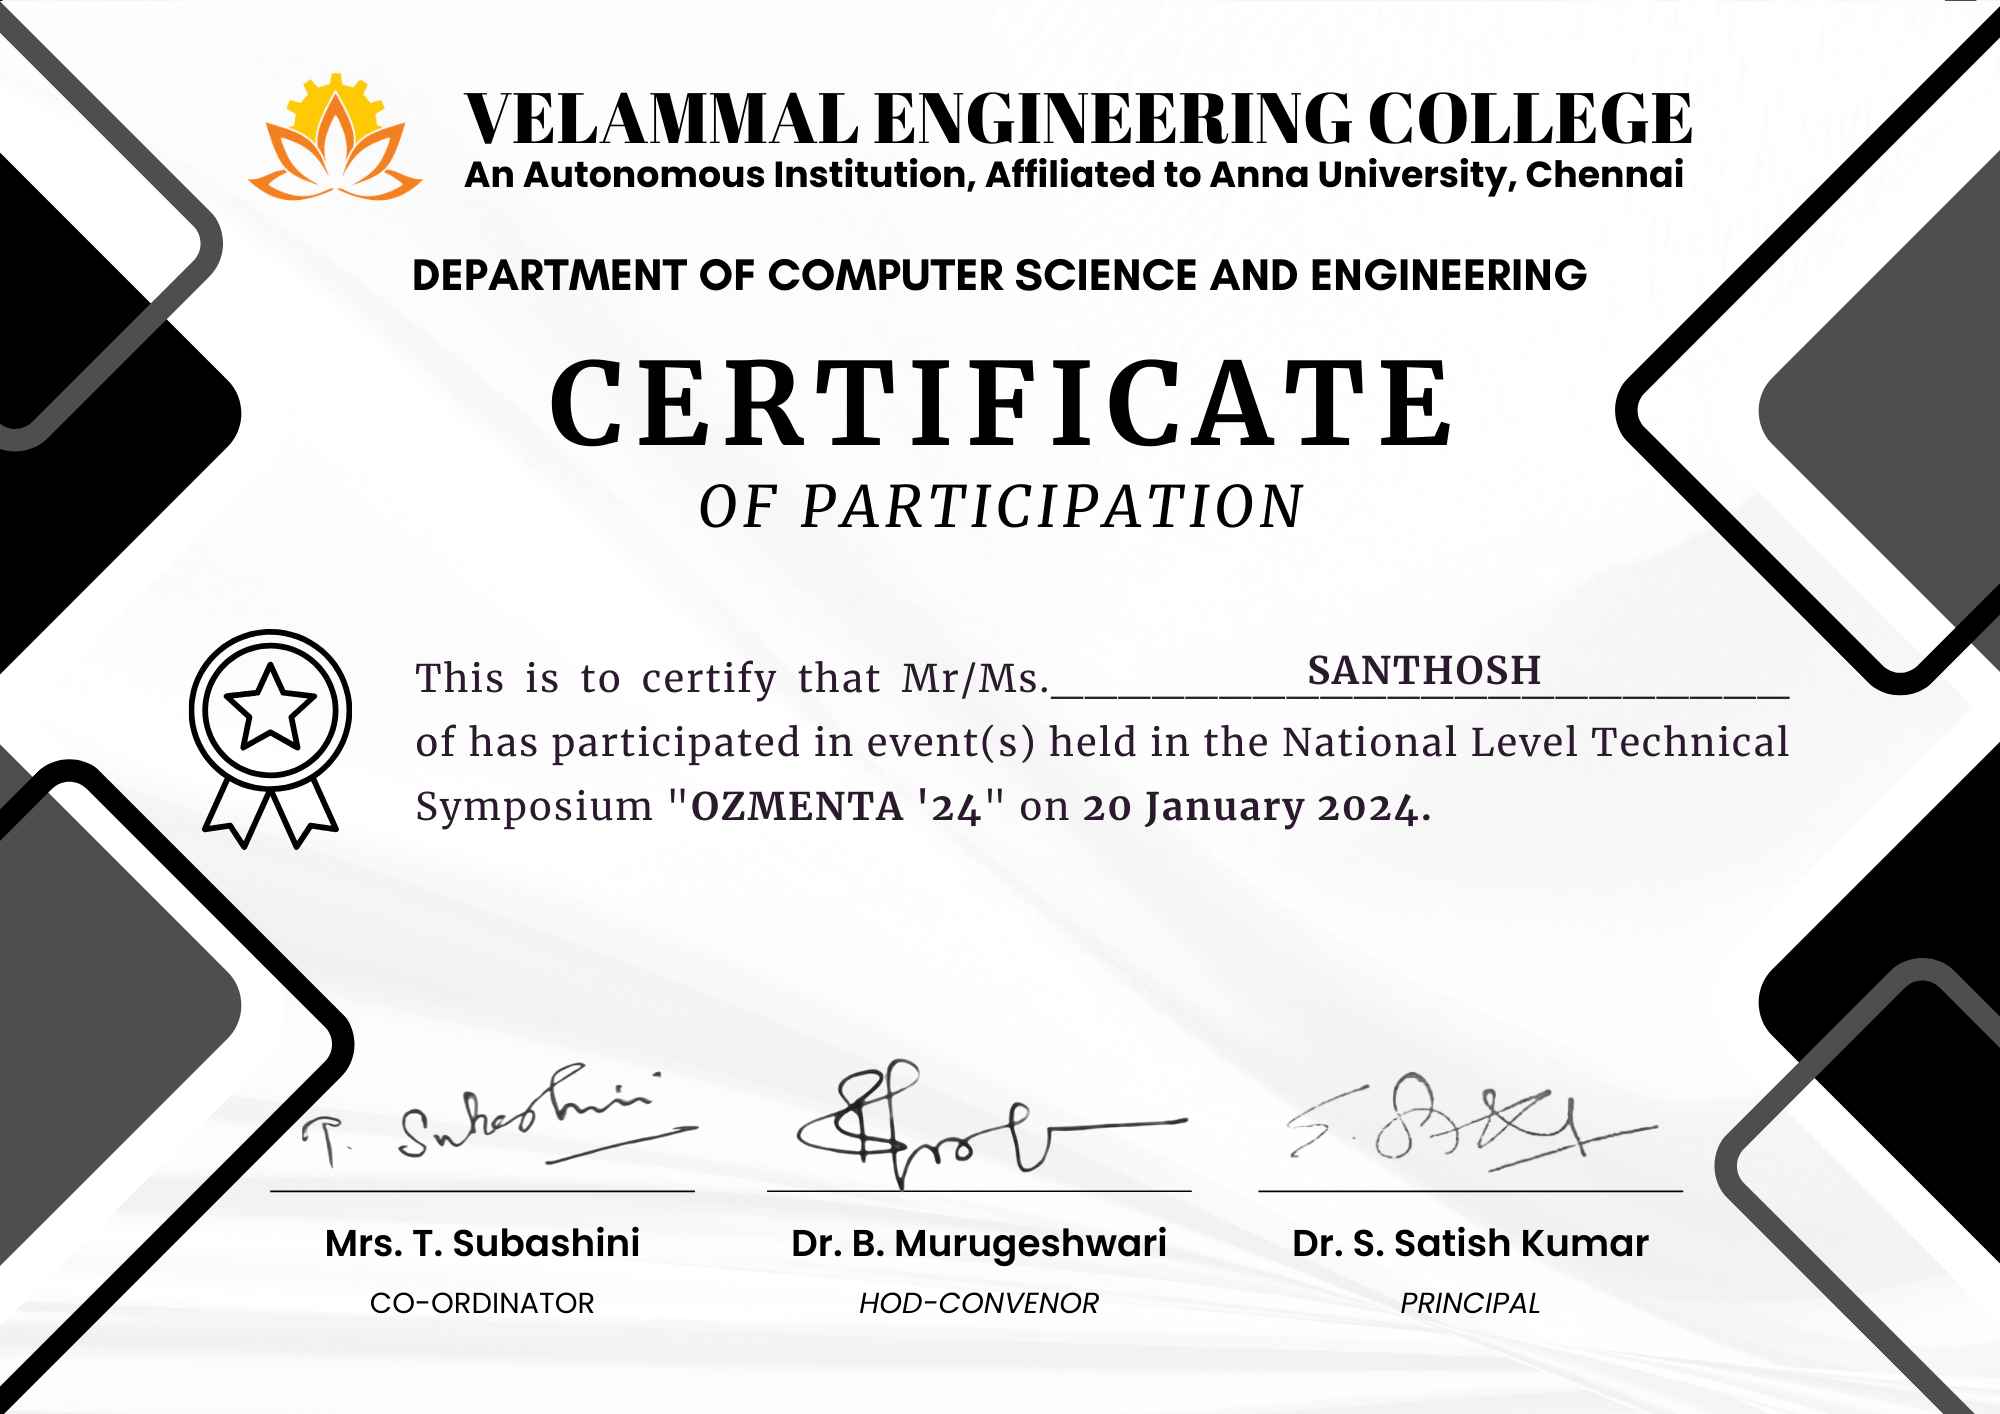 VELAMMAL ENGINEERING COLLEGE
An Autonomous Institution, Affiliated to Anna University, Chennai
DEPARTMENT OF COMPUTER SCIENCE AND ENGINEERING
CERTIFICATE
OF PARTICIPATION
This is to certify that Mr/Ms.______________________ SANTHOSH
of has participated in event(s) held in the National Level Technical
Symposium "OZMENTA '24" on 20 January 2024.
T. Subashini
S. Satish
Mrs. T. Subashini Dr. B. Murugeshwari Dr. S. Satish Kumar
CO-ORDINATOR HOD-CONVENOR PRINCIPAL